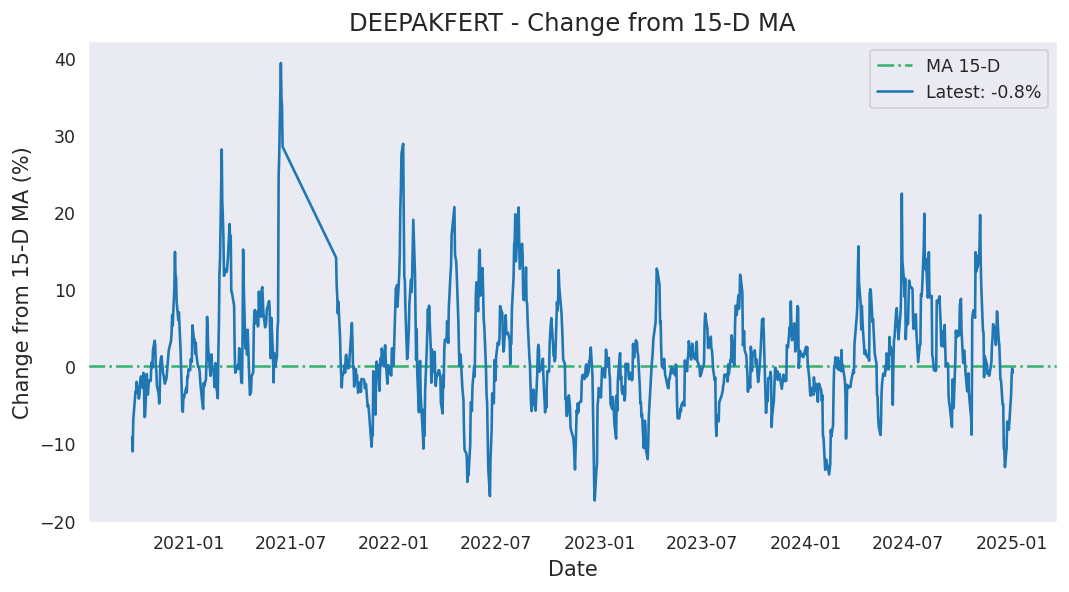 DEEPAKFERT - Change from 15-D MA
MA 15-D
Latest: -0.8%
Change from 15-D MA (%)
40
30
20
10
0
−10
−20
2021-01 2021-07 2022-01 2022-07 2023-01 2023-07 2024-01 2024-07 2025-01
Date